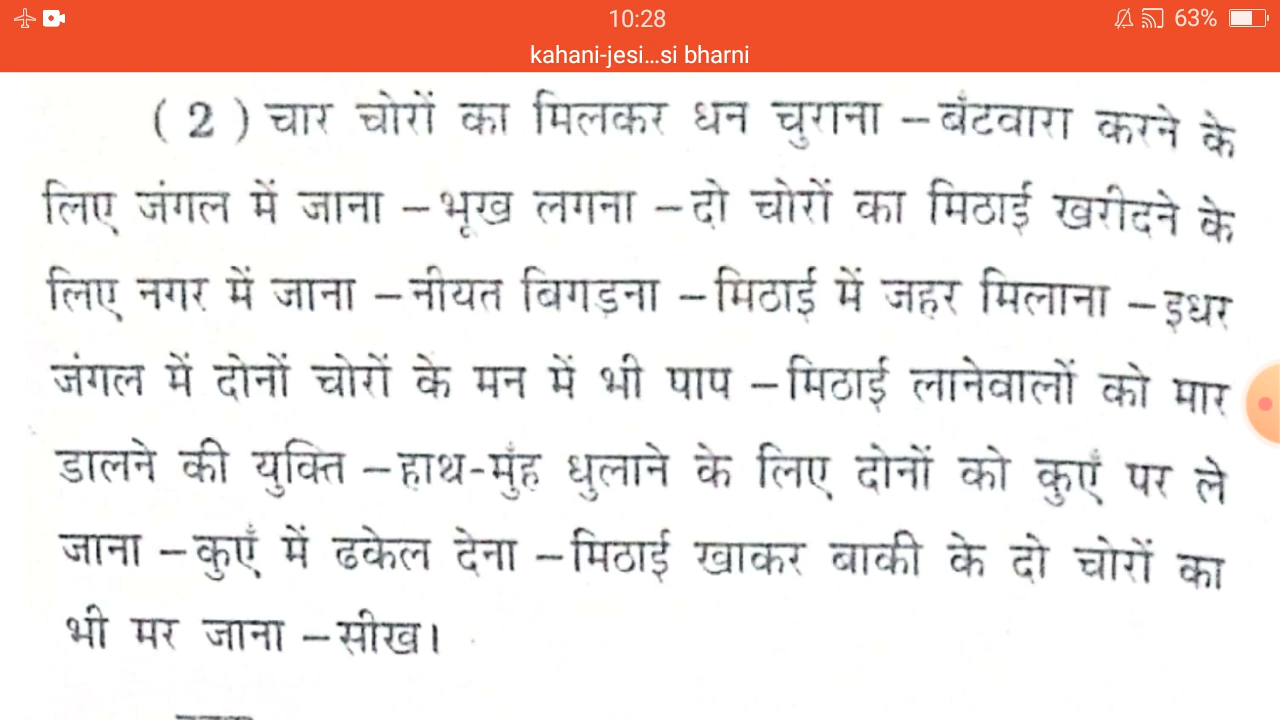 10:28
63%
kahani-jesi...si bharni
( 2 ) चार चोरों का मिलकर धन चुराना – बँटवारा करने के
लिए जंगल में जाना – भूख लगना – दो चोरों का मिठाई खरीदने के
लिए नगर में जाना – नीयत बिगड़ना – मिठाई में जहर मिलाना – इधर
जंगल में दोनों चोरों के मन में भी पाप – मिठाई लानेवालों को मार
डालने की युक्ति – हाथ-मुँह धुलाने के लिए दोनों को कुएँ पर ले
जाना – कुएँ में ढकेल देना – मिठाई खाकर बाकी के दो चोरों का
भी मर जाना – सीख।